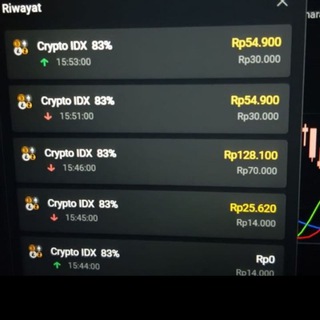 Riwayat
Crypto IDX 83% Rp54.900
15:53:00 Rp30.000
Crypto IDX 83% Rp54.900
15:51:00 Rp30.000
Crypto IDX 83% Rp128.100
15:46:00 Rp70.000
Crypto IDX 83% Rp25.620
15:45:00 Rp14.000
Crypto IDX 83% Rp0
15:44:00 Rp14.000